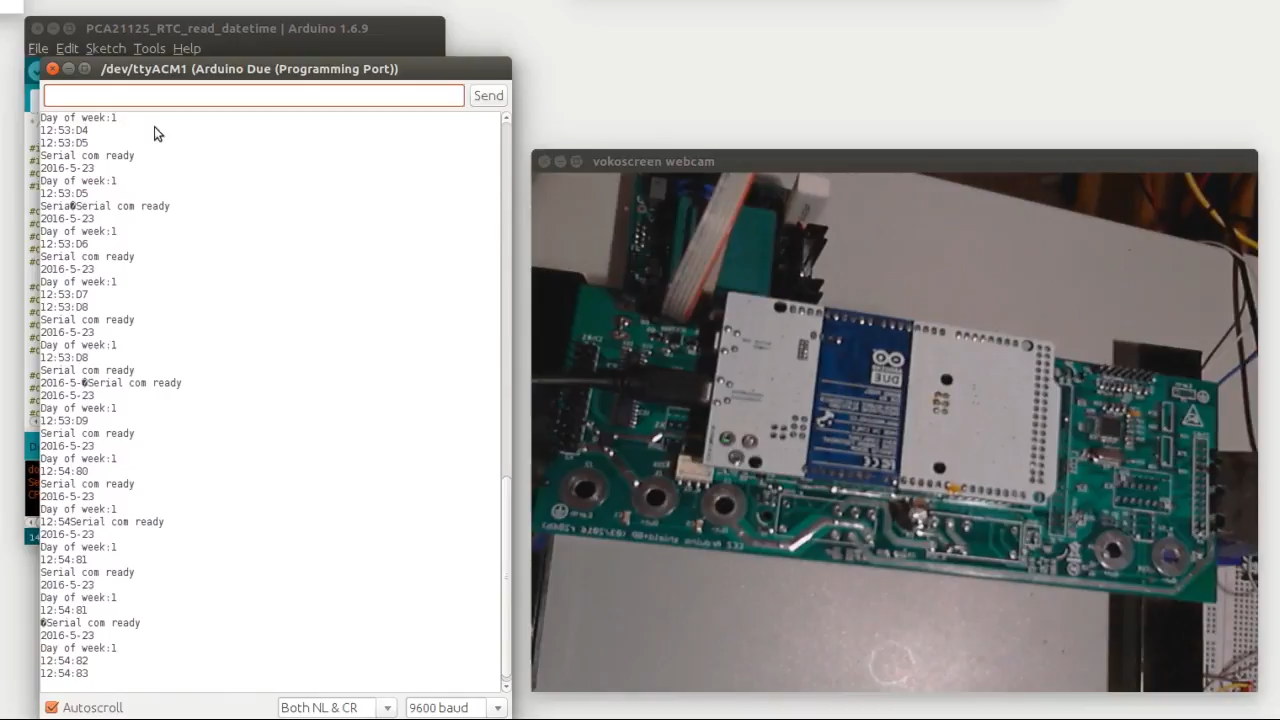 PCA21125_RTC_read_datetime | Arduino 1.6.9
File Edit Sketch Tools Help
/dev/ttyACM1 (Arduino Due (Programming Port))
Send
Day of week:1
12:53:D4
12:53:D5
Serial com ready
2016-5-23
Day of week:1
12:53:D5
Seria�Serial com ready
2016-5-23
Day of week:1
12:53:D6
Serial com ready
2016-5-23
Day of week:1
12:53:D7
12:53:D8
Serial com ready
2016-5-23
Day of week:1
12:53:D8
Serial com ready
2016-5-�Serial com ready
2016-5-23
Day of week:1
12:53:D9
Serial com ready
2016-5-23
Day of week:1
12:54:80
Serial com ready
2016-5-23
Day of week:1
12:54Serial com ready
2016-5-23
Day of week:1
12:54:81
Serial com ready
2016-5-23
Day of week:1
12:54:81
�Serial com ready
2016-5-23
Day of week:1
12:54:82
12:54:83
Autoscroll
Both NL & CR
9600 baud
vokoscreen webcam
DUE